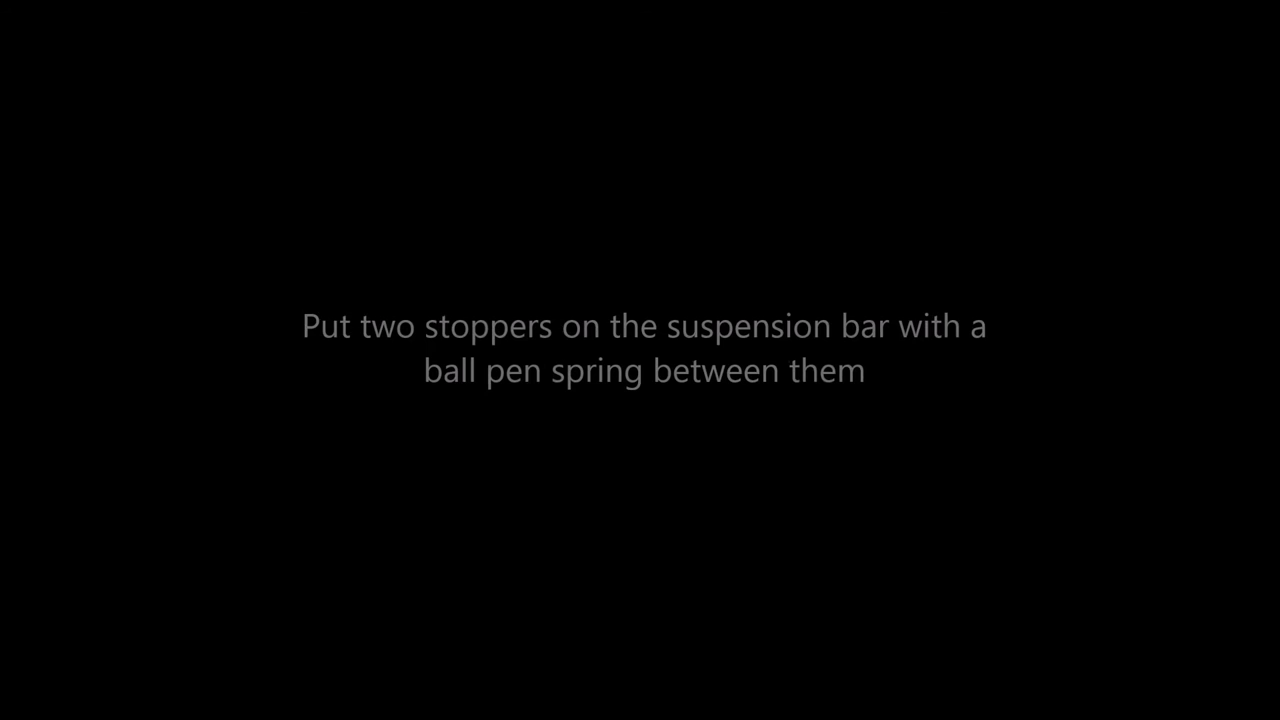 Put two stoppers on the suspension bar with a
ball pen spring between them